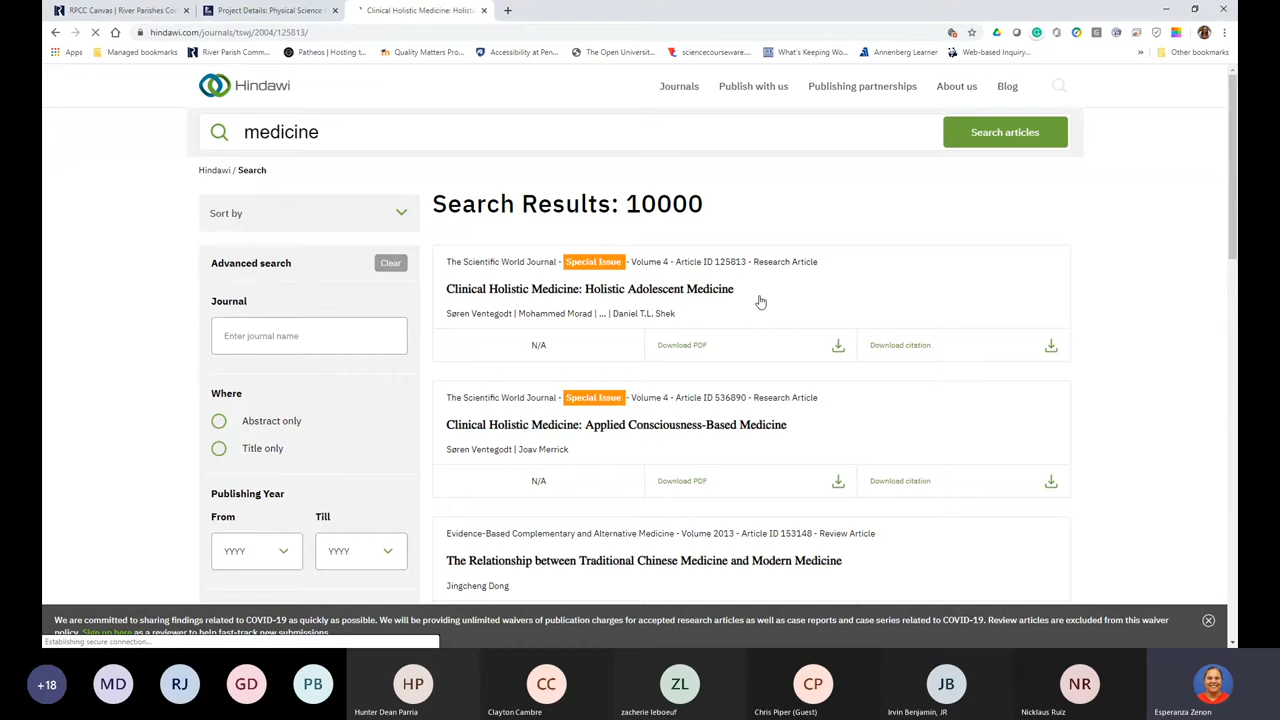 RPCC Canvas | River Parishes Co
Project Details: Physical Science
Clinical Holistic Medicine: Holist
hindawi.com/journals/tswj/2004/125813/
Apps
Managed bookmarks
River Parish Comm...
Patheos | Hosting t...
Quality Matters Pro...
Accessibility at Pen...
The Open Universit...
sciencecourseware...
What's Keeping Wo...
Annenberg Learner
Web-based Inquiry...
»
Other bookmarks
Hindawi
Journals
Publish with us
Publishing partnerships
About us
Blog
medicine
Search articles
Hindawi / Search
Sort by
Search Results: 10000
Advanced search
Clear
Journal
Enter journal name
Where
Abstract only
Title only
Publishing Year
From
Till
YYYY
YYYY
The Scientific World Journal - Special Issue - Volume 4 - Article ID 125813 - Research Article
Clinical Holistic Medicine: Holistic Adolescent Medicine
Søren Ventegodt | Mohammed Morad | ... | Daniel T.L. Shek
N/A
Download PDF
Download citation
The Scientific World Journal - Special Issue - Volume 4 - Article ID 536890 - Research Article
Clinical Holistic Medicine: Applied Consciousness-Based Medicine
Søren Ventegodt | Joav Merrick
N/A
Download PDF
Download citation
Evidence-Based Complementary and Alternative Medicine - Volume 2013 - Article ID 153148 - Review Article
The Relationship between Traditional Chinese Medicine and Modern Medicine
Jingcheng Dong
We are committed to sharing findings related to COVID-19 as quickly as possible. We will be providing unlimited waivers of publication charges for accepted research articles as well as case reports and case series related to COVID-19. Review articles are excluded from this waiver
policy. Sign up here as a reviewer to help fast-track new submissions.
Establishing secure connection...
+18
MD
RJ
GD
PB
HP
Hunter Dean Parria
CC
Clayton Cambre
ZL
zacherie leboeuf
CP
Chris Piper (Guest)
JB
Irvin Benjamin, JR
NR
Nicklaus Ruiz
Esperanza Zenon